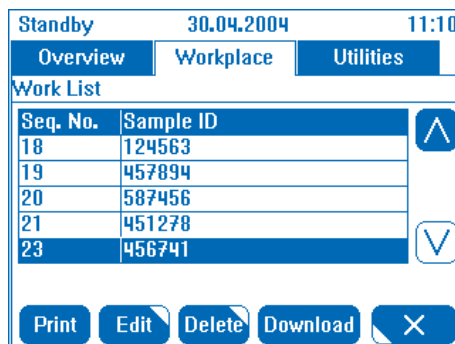 Standby 30.04.2004 11:10
Overview Workplace Utilities
Work List
Seq. No. Sample ID
18 124563
19 457894
20 587456
21 451278
23 456741
Print Edit Delete Download